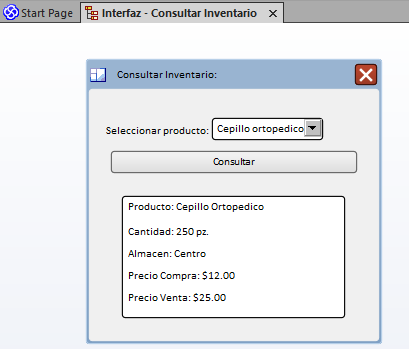 Start Page
Interfaz - Consultar Inventario
Consultar Inventario:
Seleccionar producto: Cepillo ortopedico
Consultar
Producto: Cepillo Ortopedico
Cantidad: 250 pz.
Almacen: Centro
Precio Compra: $12.00
Precio Venta: $25.00